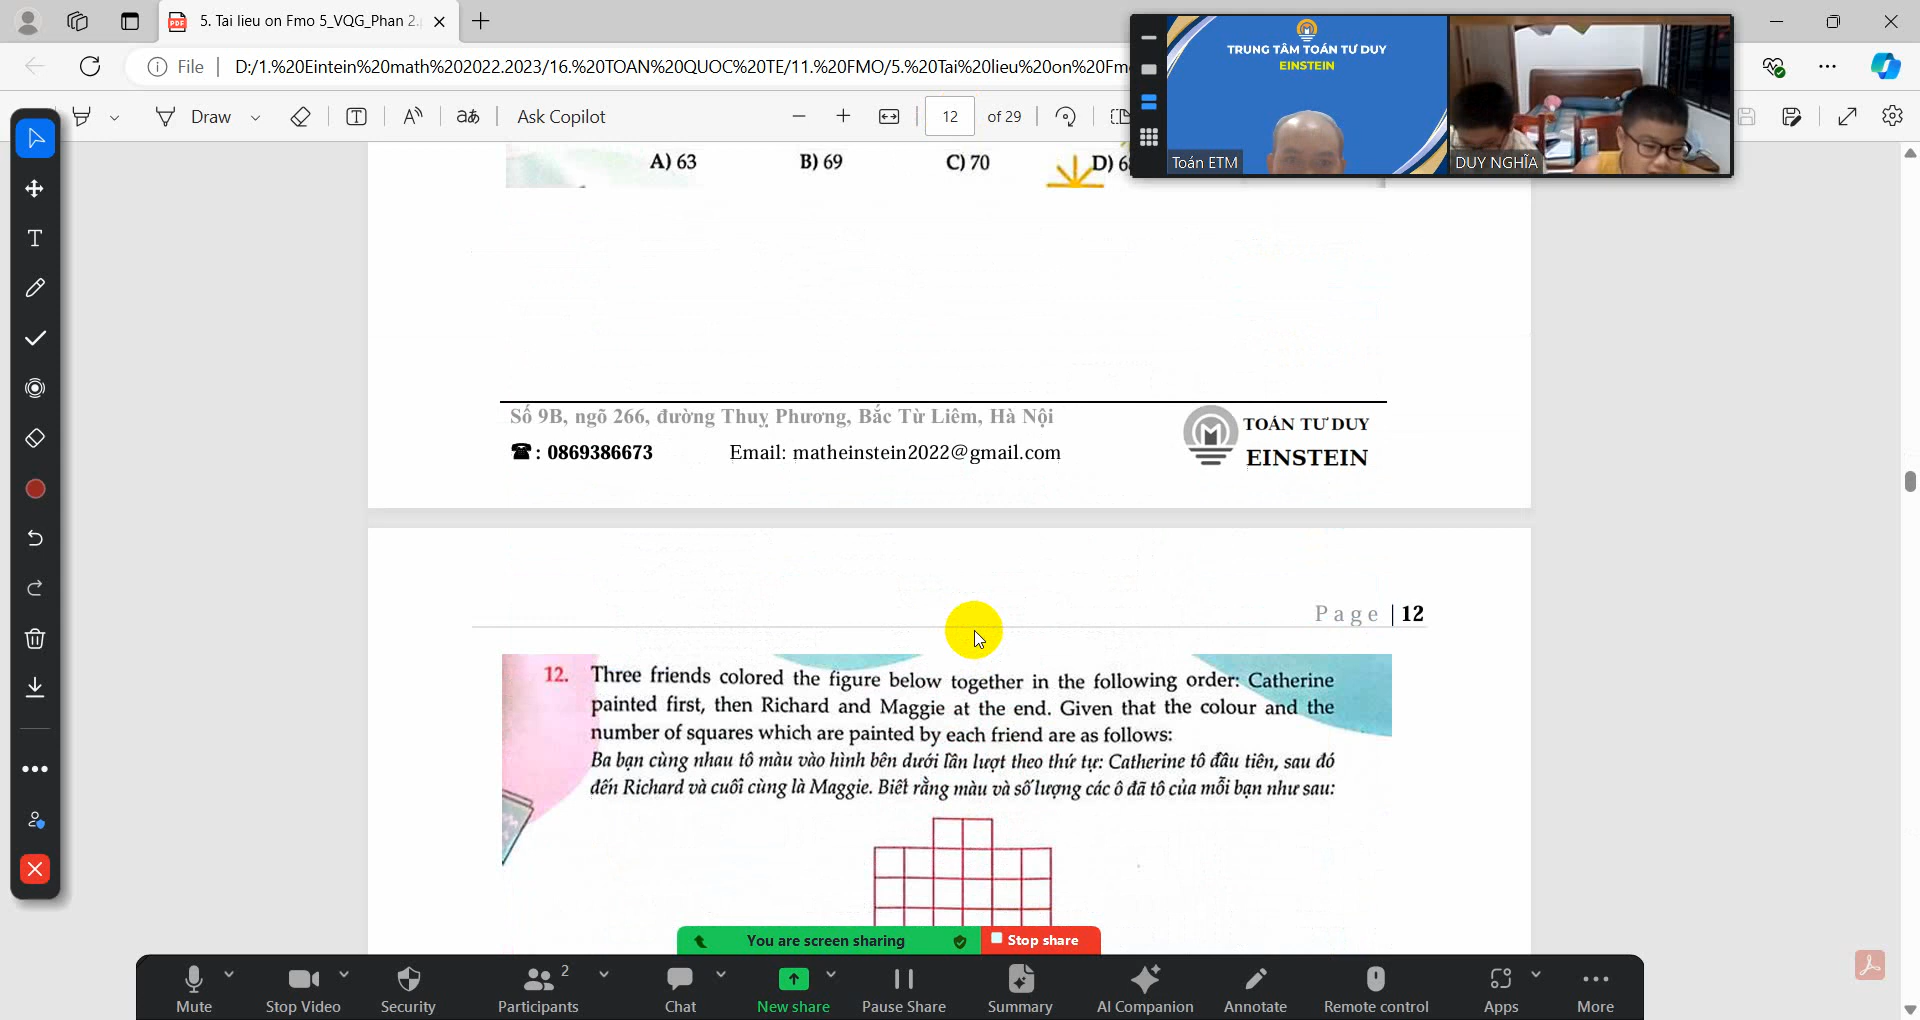 5. Tai lieu on Fmo 5_VQG_Phan 2.
File
D:/1.%20Eintein%20math%202022.2023/16.%20TOAN%20QUOC%20TE/11.%20FMO/5.%20Tai%20lieu%20on%20Fm
Draw
Ask Copilot
12
of 29
TRUNG TÂM TOÁN TƯ DUY
EINSTEIN
Toán ETM
DUY NGHĨA
A) 63
B) 69
C) 70
D) 6
Số 9B, ngõ 266, đường Thuỵ Phương, Bắc Từ Liêm, Hà Nội
☎: 0869386673
Email: matheinstein2022@gmail.com
TOÁN TƯ DUY
EINSTEIN
Page | 12
12. Three friends colored the figure below together in the following order: Catherine
painted first, then Richard and Maggie at the end. Given that the colour and the
number of squares which are painted by each friend are as follows:
Ba bạn cùng nhau tô màu vào hình bên dưới lần lượt theo thứ tự: Catherine tô đầu tiên, sau đó
đến Richard và cuối cùng là Maggie. Biết rằng màu và số lượng các ô đã tô của mỗi bạn như sau:
You are screen sharing
Stop share
Mute
Stop Video
Security
Participants
2
Chat
New share
Pause Share
Summary
AI Companion
Annotate
Remote control
Apps
More